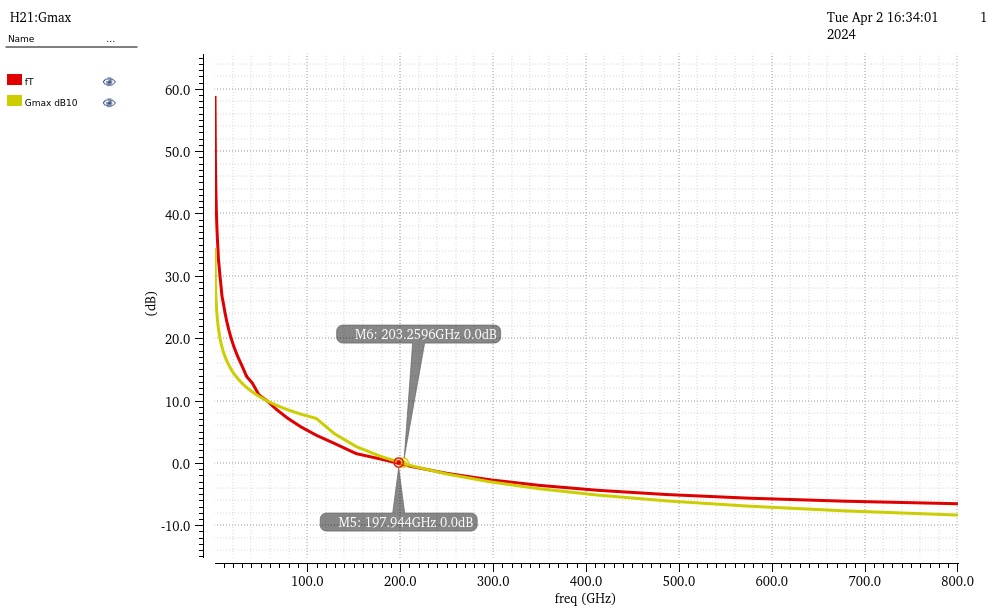 H21:Gmax
Tue Apr 2 16:34:01 1
2024
Name ...
fT
Gmax dB10
60.0
50.0
40.0
30.0
(dB)
20.0
M6: 203.2596GHz 0.0dB
10.0
0.0
M5: 197.944GHz 0.0dB
-10.0
100.0 200.0 300.0 400.0 500.0 600.0 700.0 800.0
freq (GHz)